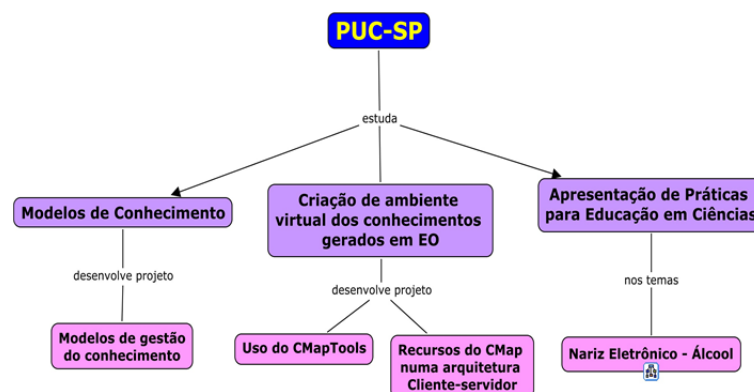 PUC-SP
estuda
Modelos de Conhecimento
Criação de ambiente
virtual dos conhecimentos
gerados em EO
Apresentação de Práticas
para Educação em Ciências
desenvolve projeto
desenvolve projeto
nos temas
Modelos de gestão
do conhecimento
Uso do CMapTools
Recursos do CMap
numa arquitetura
Cliente-servidor
Nariz Eletrônico - Álcool